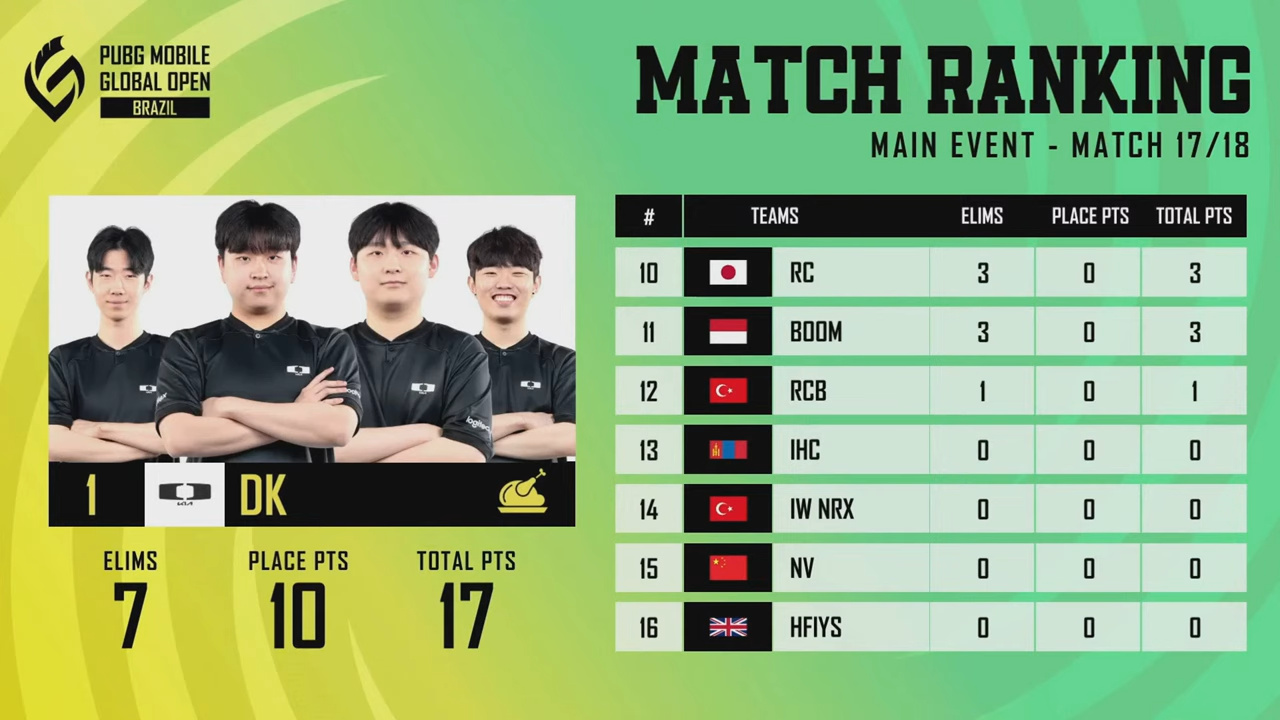 PUBG MOBILE
GLOBAL OPEN
BRAZIL
MATCH RANKING
MAIN EVENT - MATCH 17/18
# TEAMS ELIMS PLACE PTS TOTAL PTS
10 RC 3 0 3
11 BOOM 3 0 3
12 RCB 1 0 1
13 IHC 0 0 0
14 IW NRX 0 0 0
15 NV 0 0 0
16 HFIYS 0 0 0
logitech
1 KIA DK
ELIMS PLACE PTS TOTAL PTS
7 10 17